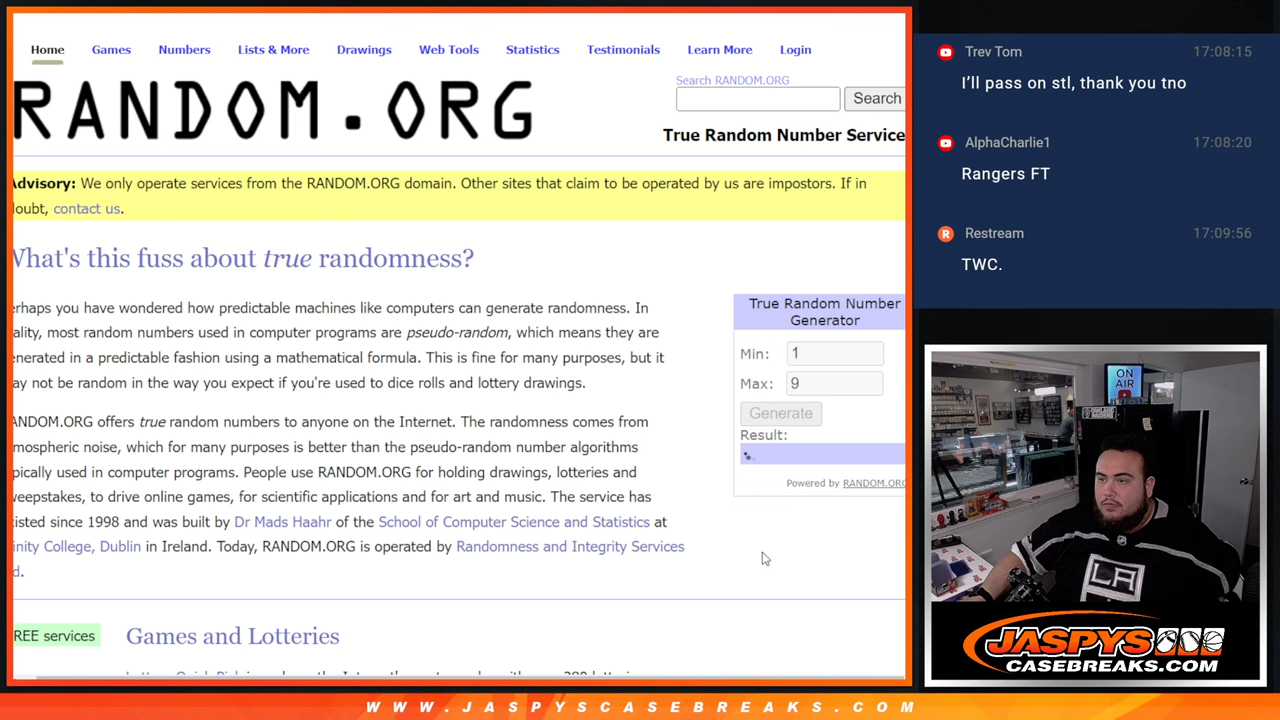 Home Games Numbers Lists & More Drawings Web Tools Statistics Testimonials Learn More Login
RANDOM.ORG
Search RANDOM.ORG
Search
True Random Number Service
Advisory: We only operate services from the RANDOM.ORG domain. Other sites that claim to be operated by us are impostors. If in
doubt, contact us.
What's this fuss about true randomness?
erhaps you have wondered how predictable machines like computers can generate randomness. In
ality, most random numbers used in computer programs are pseudo-random, which means they are
enerated in a predictable fashion using a mathematical formula. This is fine for many purposes, but it
ay not be random in the way you expect if you're used to dice rolls and lottery drawings.
ANDOM.ORG offers true random numbers to anyone on the Internet. The randomness comes from
mospheric noise, which for many purposes is better than the pseudo-random number algorithms
pically used in computer programs. People use RANDOM.ORG for holding drawings, lotteries and
weepstakes, to drive online games, for scientific applications and for art and music. The service has
isted since 1998 and was built by Dr Mads Haahr of the School of Computer Science and Statistics at
inity College, Dublin in Ireland. Today, RANDOM.ORG is operated by Randomness and Integrity Services
d.
True Random Number
Generator
Min: 1
Max: 9
Generate
Result:
Powered by RANDOM.ORG
REE services
Games and Lotteries
Trev Tom 17:08:15
I'll pass on stl, thank you tno
AlphaCharlie1 17:08:20
Rangers FT
Restream 17:09:56
TWC.
ON
AIR
LA
JASPYS
CASEBREAKS.COM
WWW.JASPYSCASEBREAKS.COM